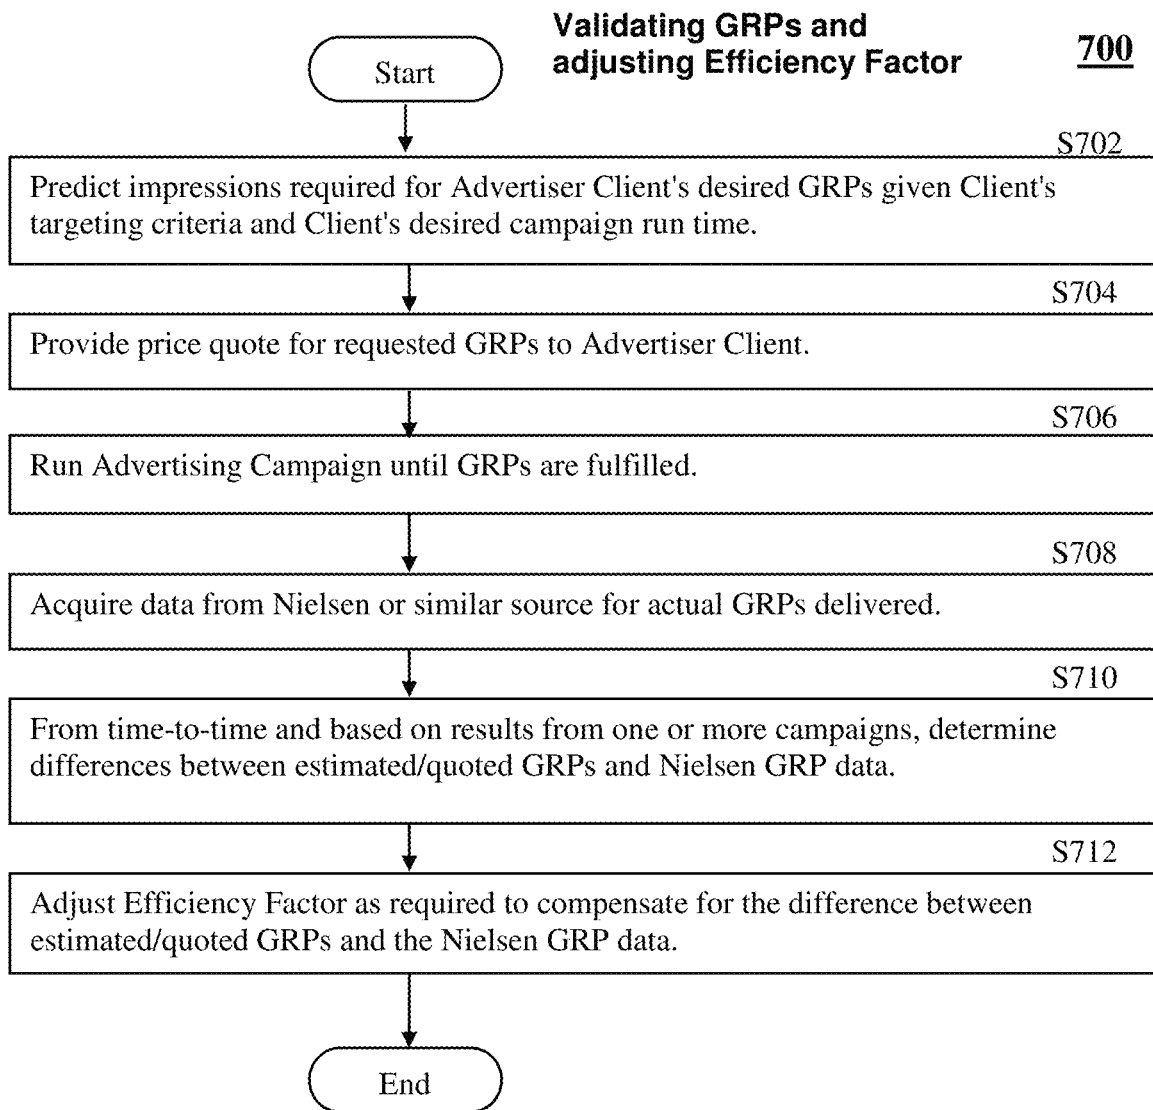 Validating GRPs and
adjusting Efficiency Factor
700
Start
S702
Predict impressions required for Advertiser Client's desired GRPs given Client's
targeting criteria and Client's desired campaign run time.
S704
Provide price quote for requested GRPs to Advertiser Client.
S706
Run Advertising Campaign until GRPs are fulfilled.
S708
Acquire data from Nielsen or similar source for actual GRPs delivered.
S710
From time-to-time and based on results from one or more campaigns, determine
differences between estimated/quoted GRPs and Nielsen GRP data.
S712
Adjust Efficiency Factor as required to compensate for the difference between
estimated/quoted GRPs and the Nielsen GRP data.
End